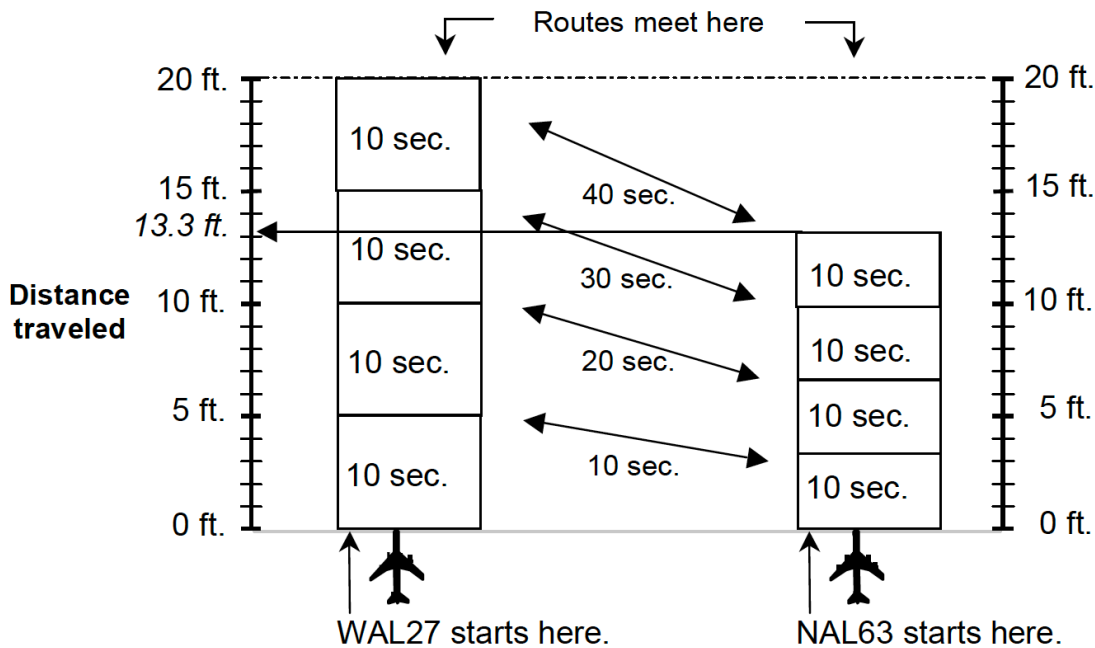 Routes meet here
20 ft.
20 ft.
10 sec.
40 sec.
15 ft.
15 ft.
13.3 ft.
10 sec.
30 sec.
10 sec.
Distance
traveled
10 ft.
10 ft.
10 sec.
20 sec.
10 sec.
5 ft.
5 ft.
10 sec.
10 sec.
10 sec.
10 sec.
0 ft.
0 ft.
WAL27 starts here.
NAL63 starts here.